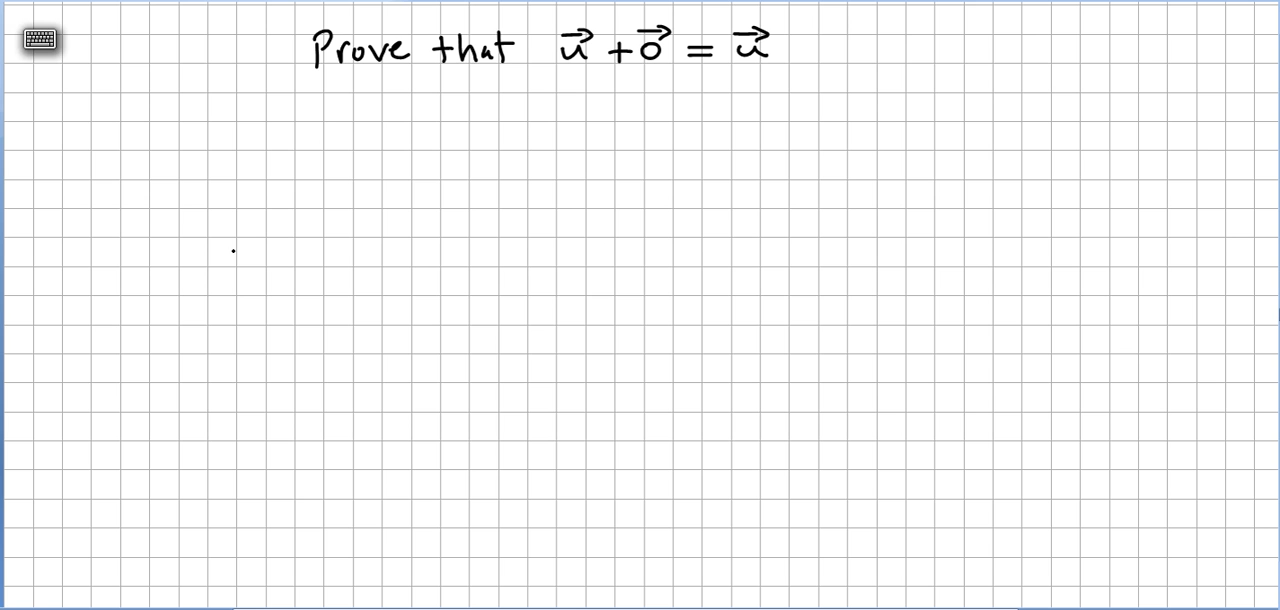 Prove that u⃗ + 0⃗ = u⃗